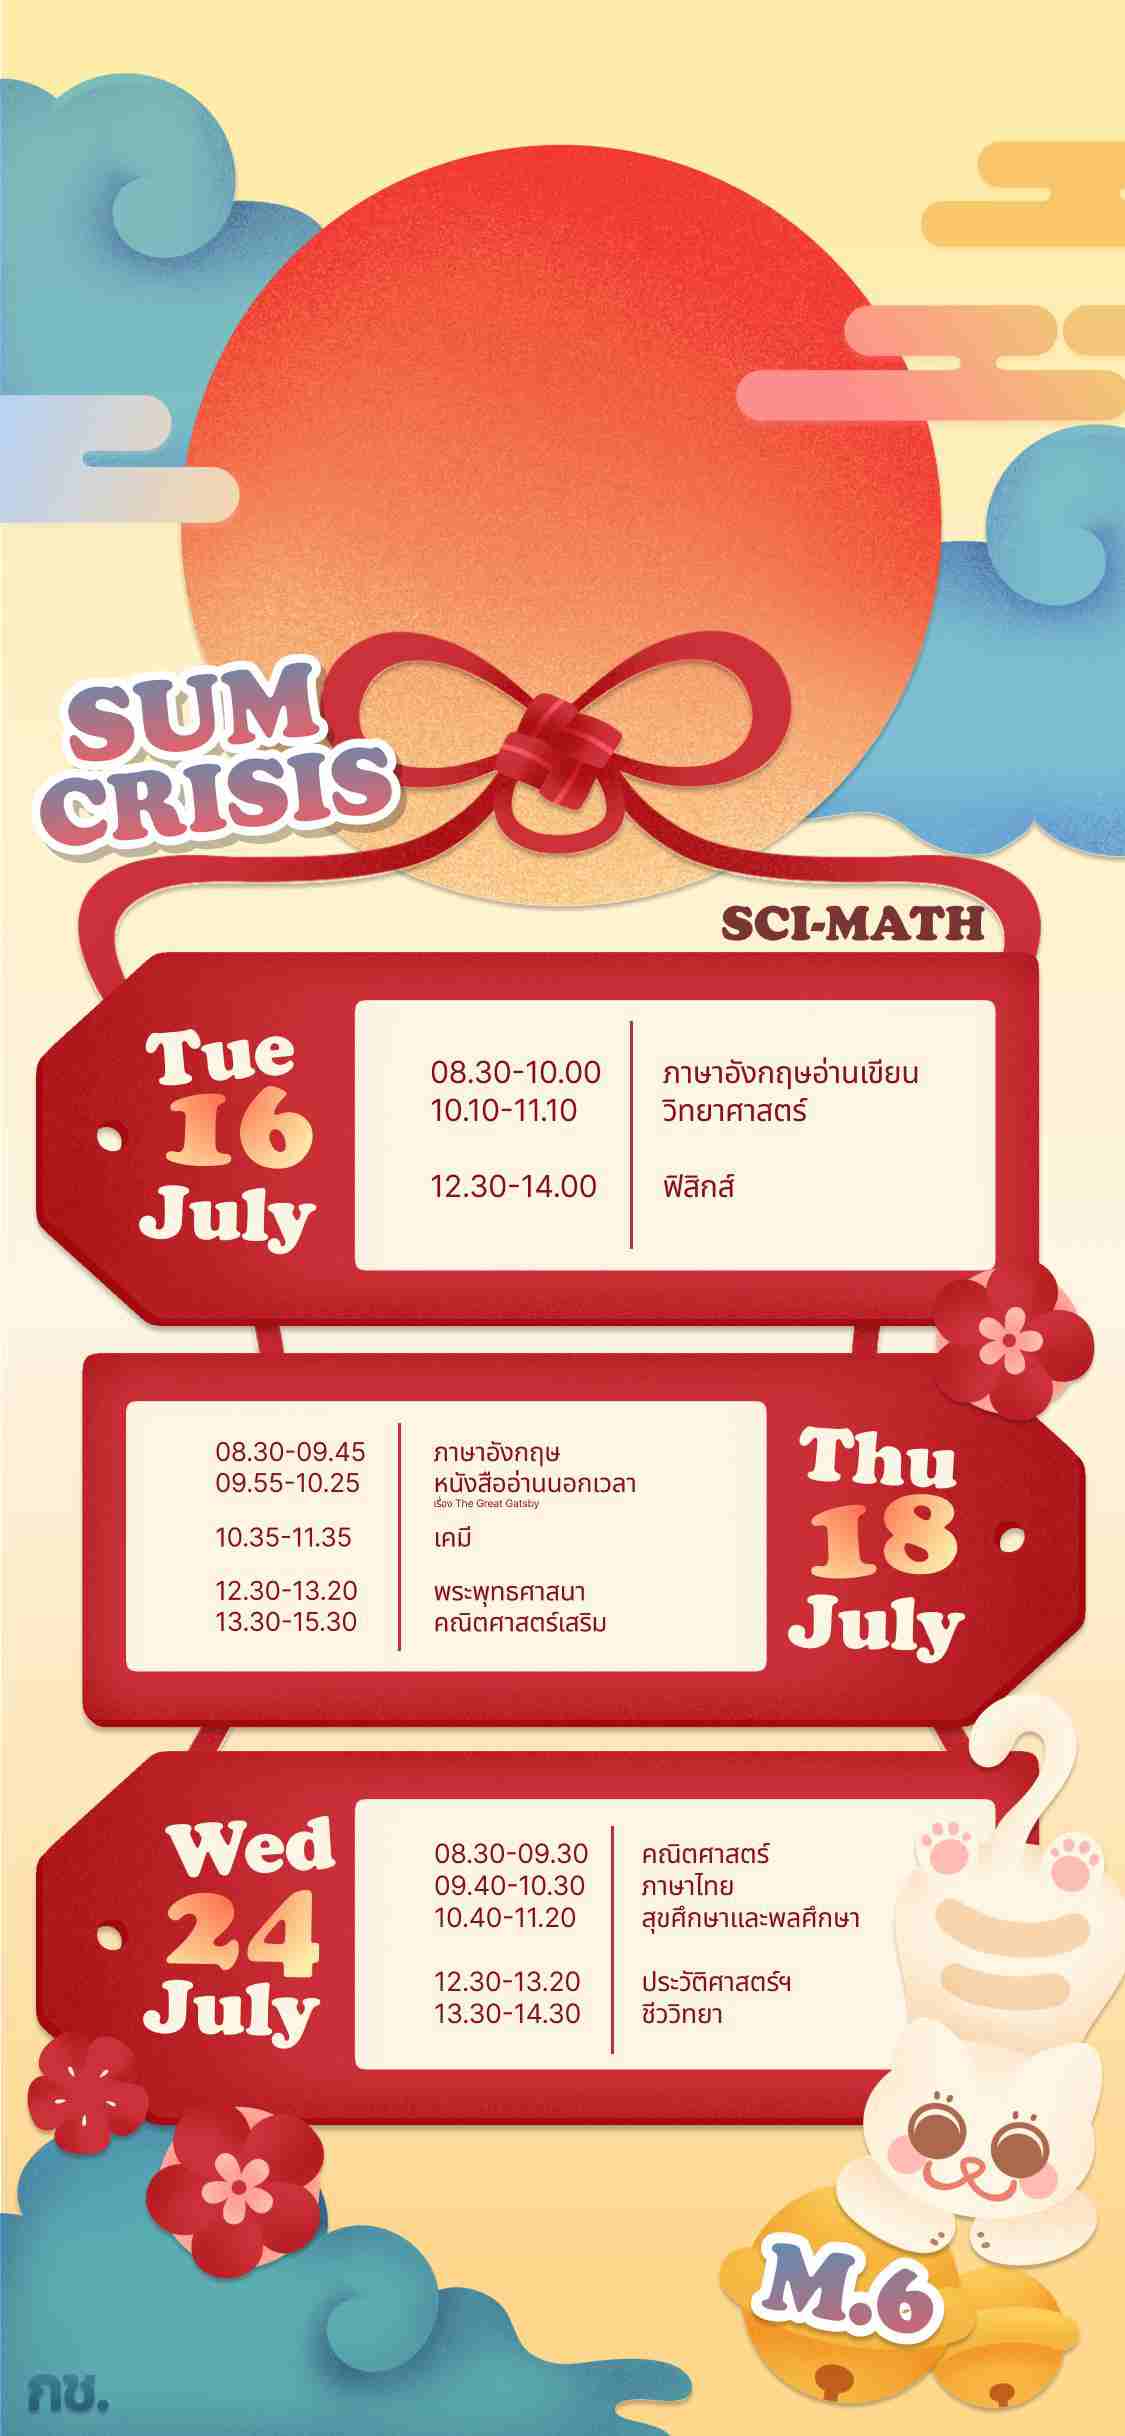 SUM
CRISIS
SCI-MATH
Tue
16
July
08.30-10.00 ภาษาอังกฤษอ่านเขียน
10.10-11.10 วิทยาศาสตร์
12.30-14.00 ฟิสิกส์
08.30-09.45 ภาษาอังกฤษ
09.55-10.25 หนังสืออ่านนอกเวลา
เรื่อง The Great Gatsby
10.35-11.35 เคมี
12.30-13.20 พระพุทธศาสนา
13.30-15.30 คณิตศาสตร์เสริม
Thu
18
July
Wed
24
July
08.30-09.30 คณิตศาสตร์
09.40-10.30 ภาษาไทย
10.40-11.20 สุขศึกษาและพลศึกษา
12.30-13.20 ประวัติศาสตร์ฯ
13.30-14.30 ชีววิทยา
M.6
กช.